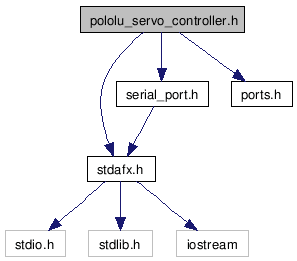 pololu_servo_controller.h
serial_port.h
ports.h
stdafx.h
stdio.h
stdlib.h
iostream